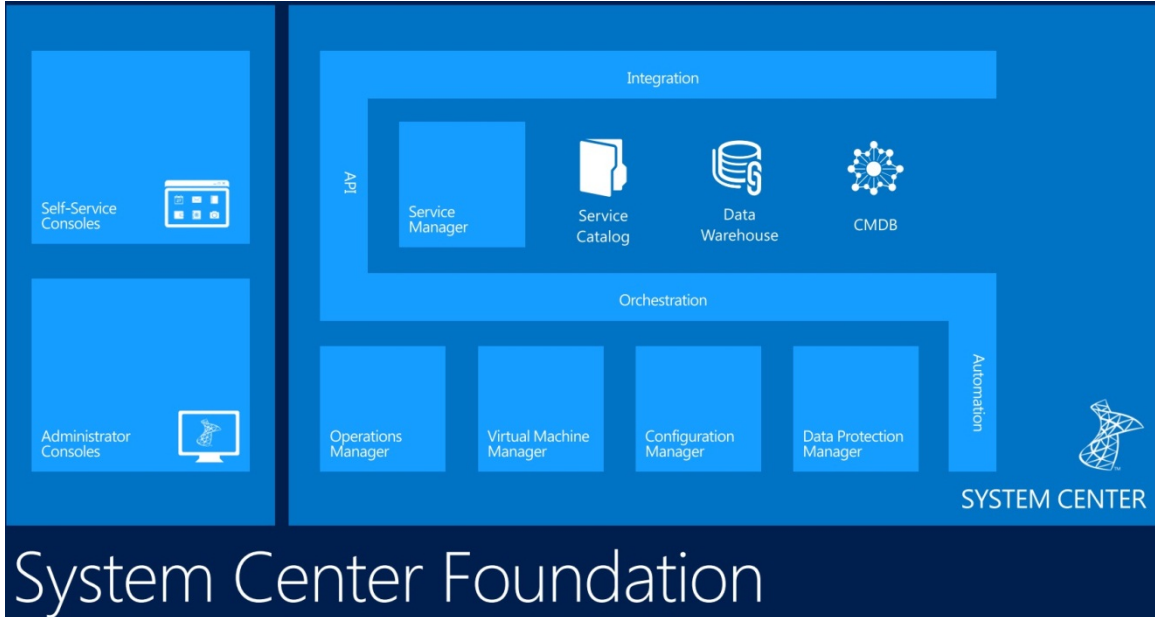 Self-Service
Consoles
Administrator
Consoles
Integration
API
Service
Manager
Service
Catalog
Data
Warehouse
CMDB
Orchestration
Automation
Operations
Manager
Virtual Machine
Manager
Configuration
Manager
Data Protection
Manager
TM
SYSTEM CENTER
System Center Foundation